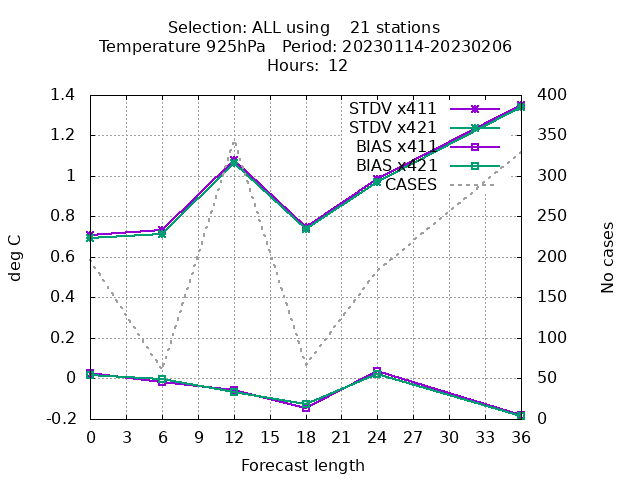 Selection: ALL using    21 stations
Temperature 925hPa   Period: 20230114-20230206
Hours: 12
1.4
1.2
1
0.8
0.6
0.4
0.2
0
-0.2
400
350
300
250
200
150
100
50
0
STDV x411
STDV x421
BIAS x411
BIAS x421
CASES
deg C
No cases
0 3 6 9 12 15 18 21 24 27 30 33 36
Forecast length